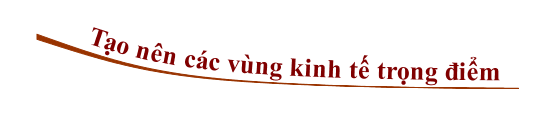 Tạo nên các vùng kinh tế trọng điểm